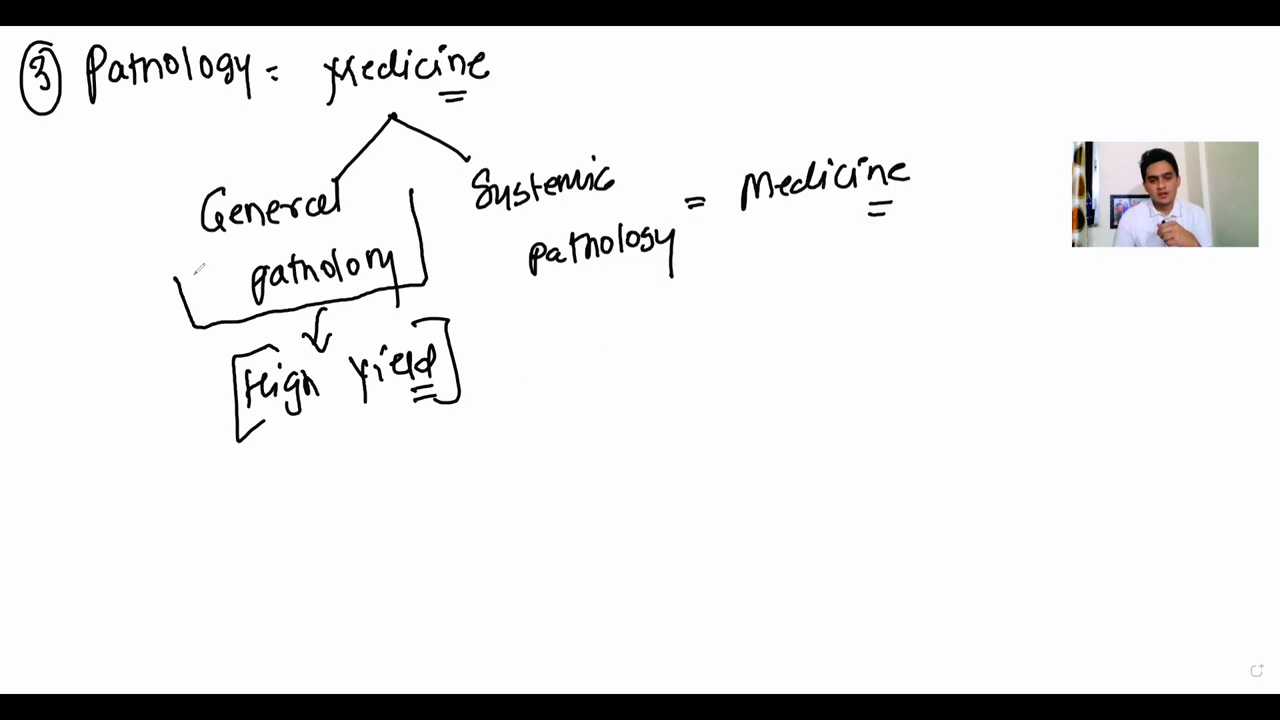 3 Pathology = Medicine
General
pathology
Systemic
pathology
= Medicine
[High Yield]